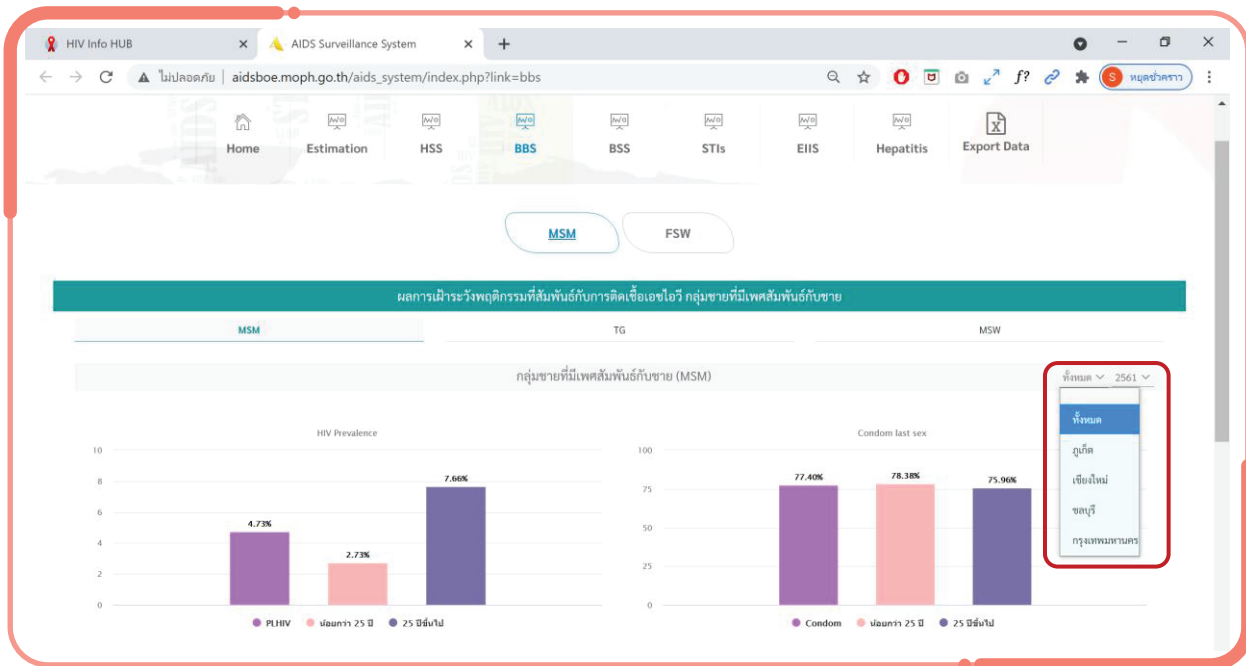 HIV Info HUB
AIDS Surveillance System
ไม่ปลอดภัย
aidsboe.moph.go.th/aids_system/index.php?link=bbs
f?
S หยุดชั่วคราว
Home
Estimation
HSS
BBS
BSS
STIs
EIIS
Hepatitis
Export Data
MSM
FSW
ผลการเฝ้าระวังพฤติกรรมที่สัมพันธ์กับการติดเชื้อเอชไอวี กลุ่มชายที่มีเพศสัมพันธ์กับชาย
MSM
TG
MSW
กลุ่มชายที่มีเพศสัมพันธ์กับชาย (MSM)
ทั้งหมด 2561
ทั้งหมด
ภูเก็ต
เชียงใหม่
ชลบุรี
กรุงเทพมหานคร
HIV Prevalence
10
8
6
4
2
0
4.73%
2.73%
7.66%
PLHIV น้อยกว่า 25 ปี 25 ปีขึ้นไป
Condom last sex
100
75
50
25
0
77.40%
78.38%
75.96%
Condom น้อยกว่า 25 ปี 25 ปีขึ้นไป